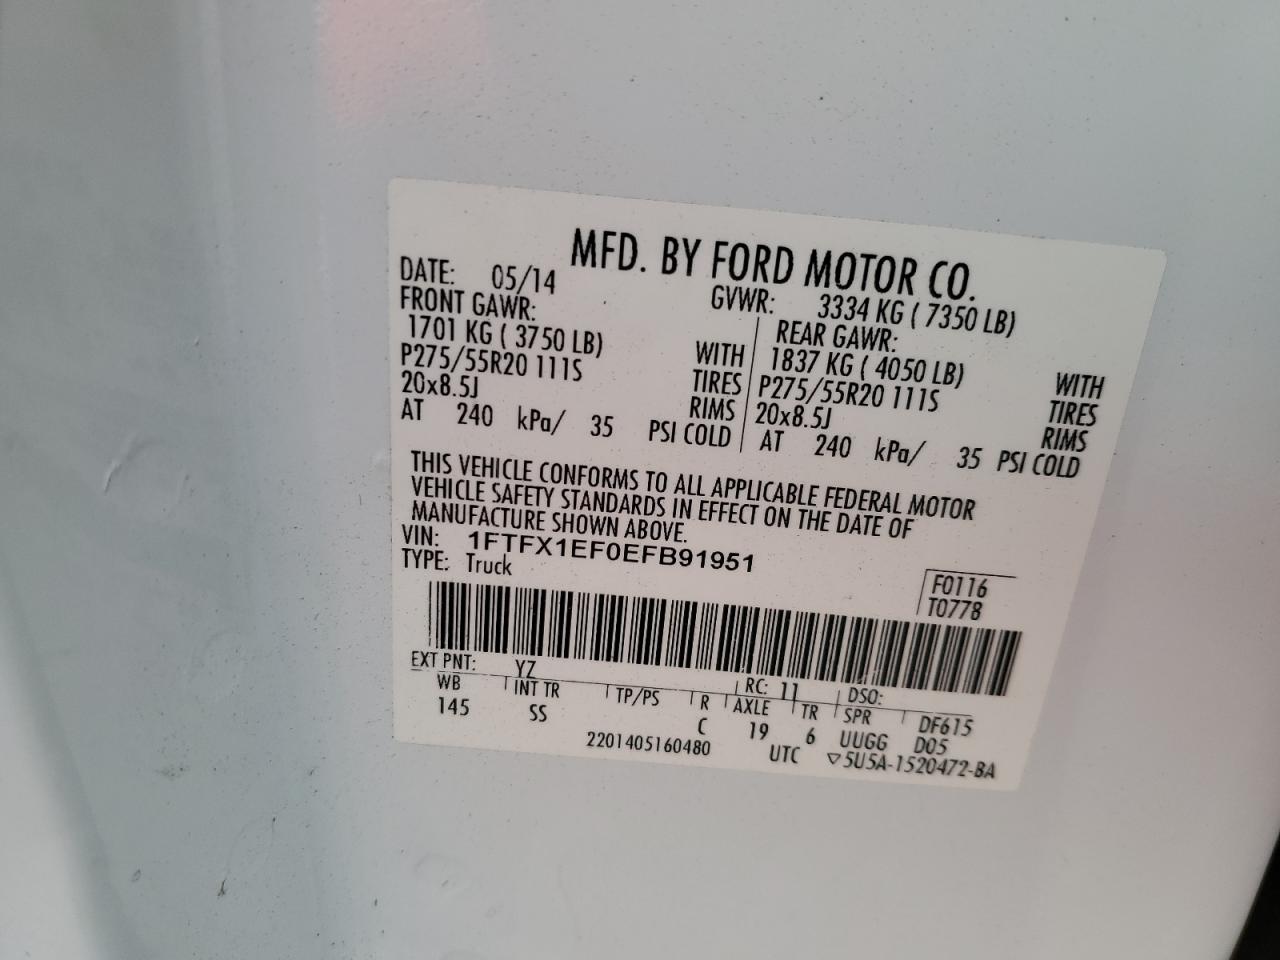 MFD. BY FORD MOTOR CO.
DATE: 05/14
GVWR: 3334 KG ( 7350 LB)
FRONT GAWR:
1701 KG ( 3750 LB) WITH
P275/55R20 111S TIRES
20x8.5J RIMS
AT 240 kPa/ 35 PSI COLD
REAR GAWR:
1837 KG ( 4050 LB) WITH
P275/55R20 111S TIRES
20x8.5J RIMS
AT 240 kPa/ 35 PSI COLD
THIS VEHICLE CONFORMS TO ALL APPLICABLE FEDERAL MOTOR
VEHICLE SAFETY STANDARDS IN EFFECT ON THE DATE OF
MANUFACTURE SHOWN ABOVE.
VIN: 1FTFX1EF0EFB91951
TYPE: Truck
F0116
T0778
EXT PNT: YZ RC: 11 DSO:
WB INT TR TP/PS R AXLE TR SPR DF615
145 SS C 19 6 UUGG D05
2201405160480 UTC ▽5U5A-1520472-BA